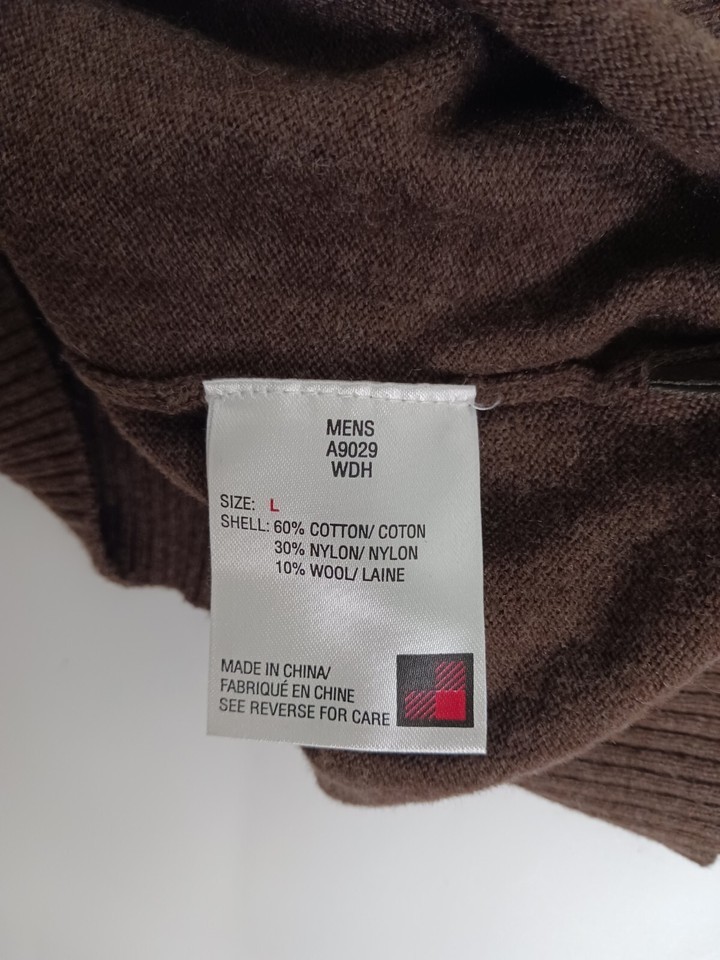 MENS
A9029
WDH
SIZE: L
SHELL: 60% COTTON/ COTON
30% NYLON/ NYLON
10% WOOL/ LAINE
MADE IN CHINA/
FABRIQUÉ EN CHINE
SEE REVERSE FOR CARE